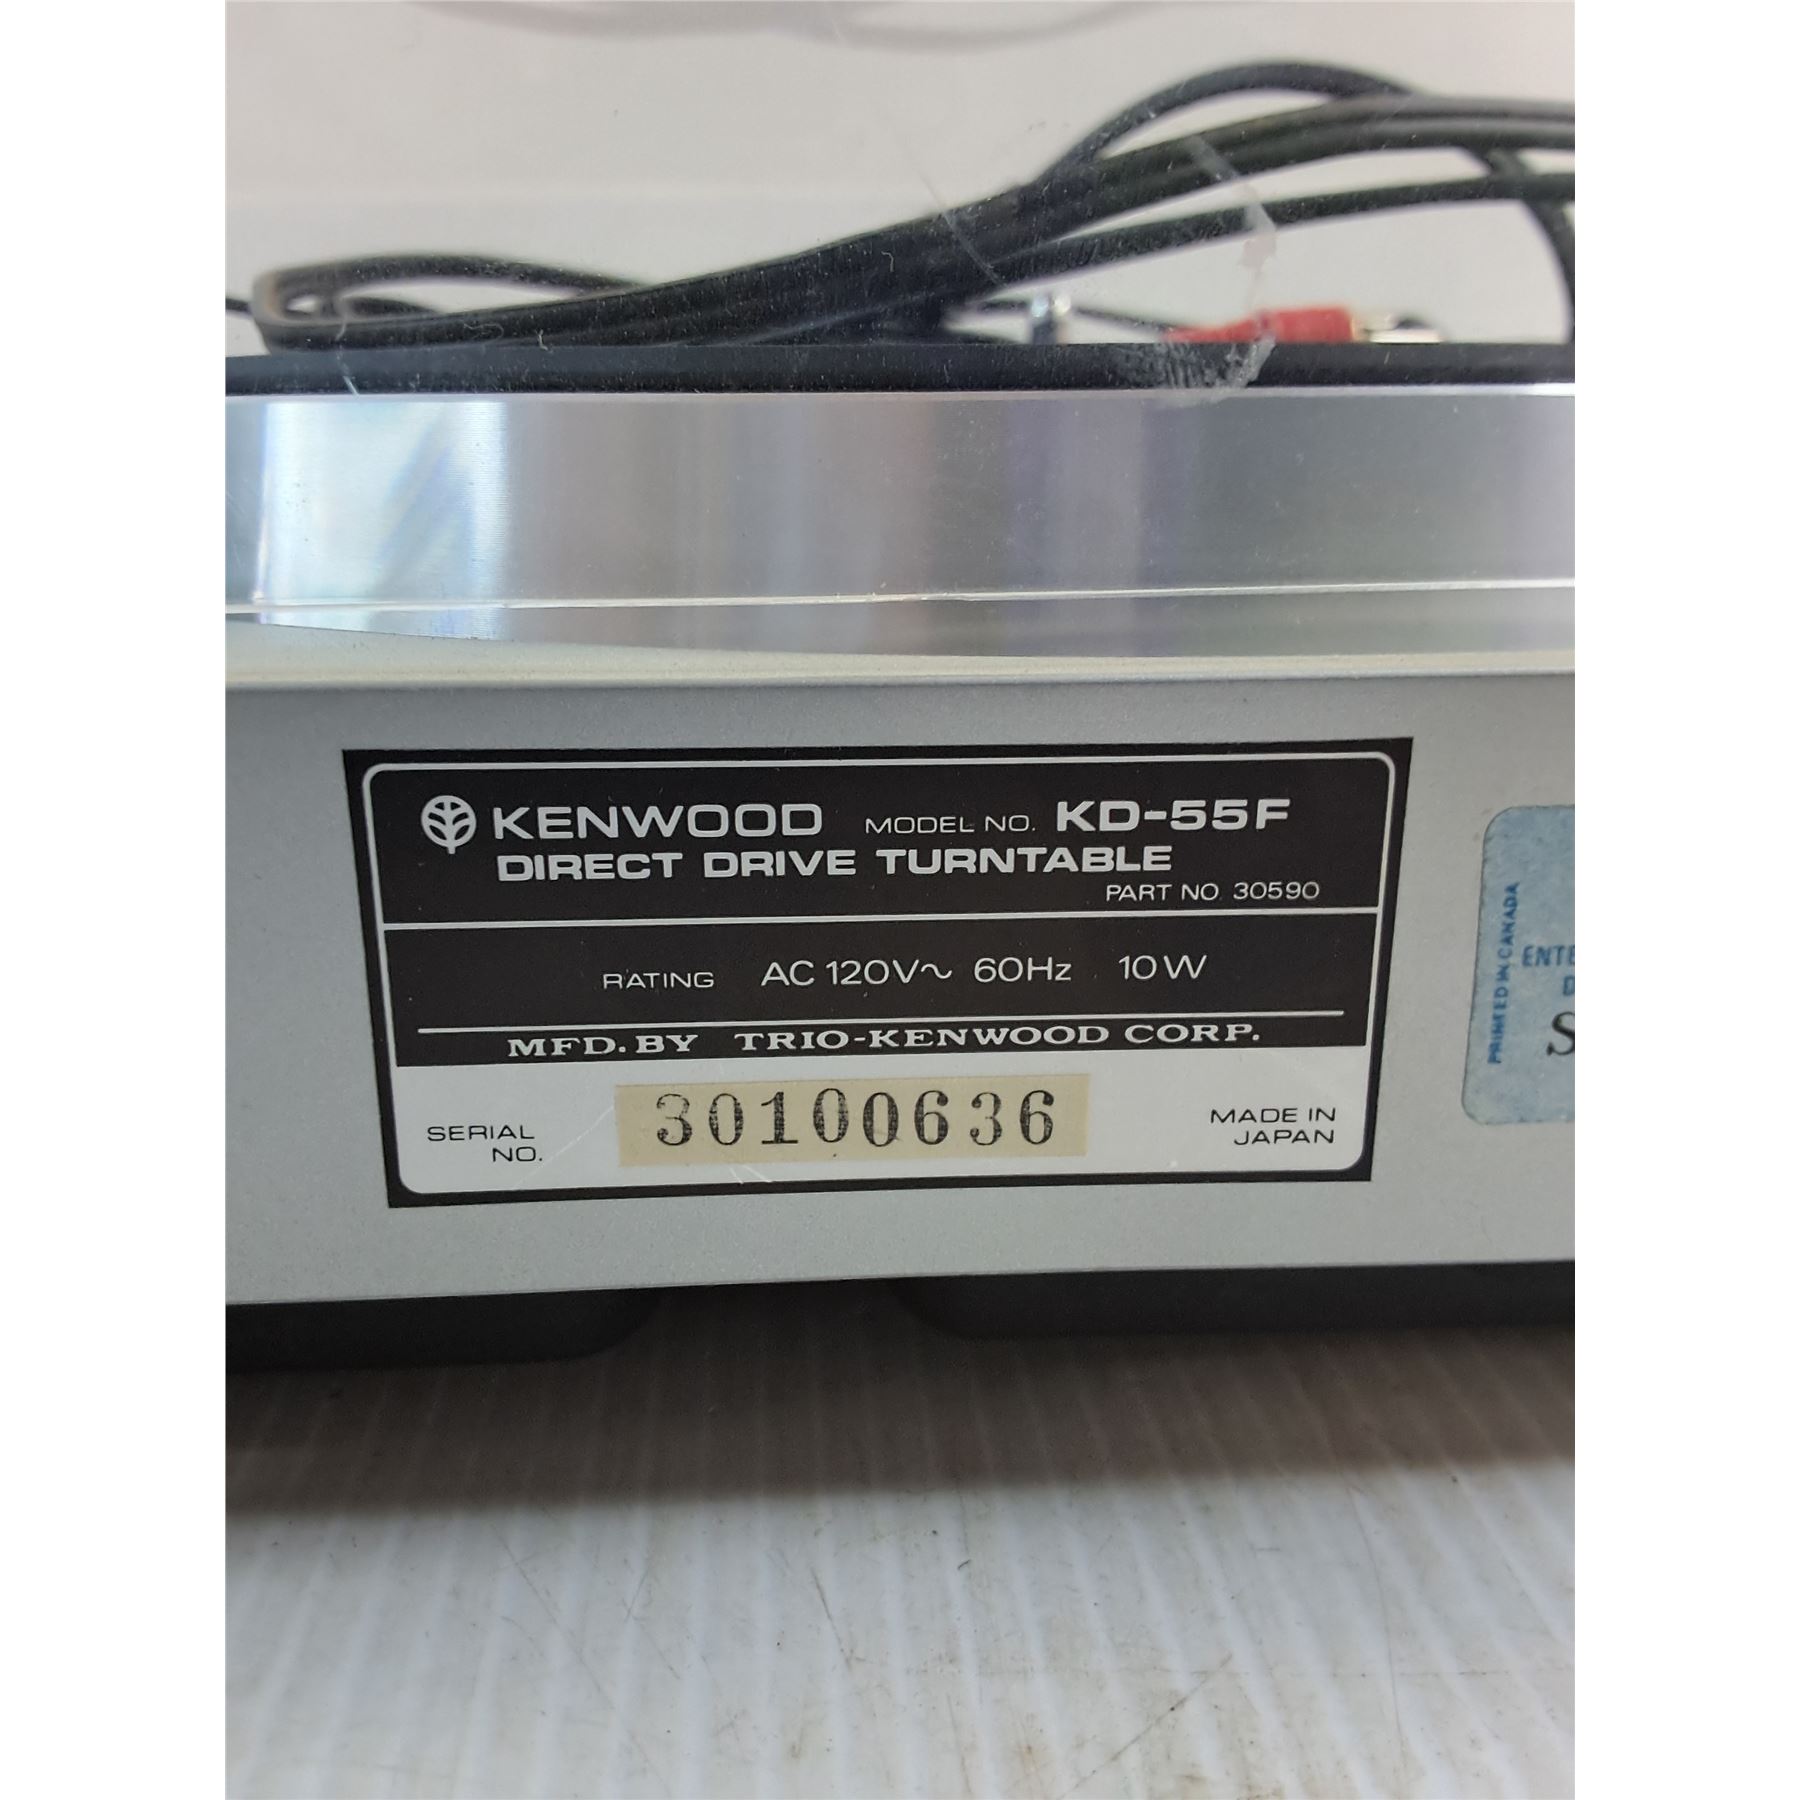 KENWOOD MODEL NO. KD-55F
DIRECT DRIVE TURNTABLE
PART NO. 30590
RATING AC 120V~ 60Hz 10W
MFD. BY TRIO-KENWOOD CORP.
SERIAL NO. 30100636
MADE IN JAPAN
PRINTED IN CANADA